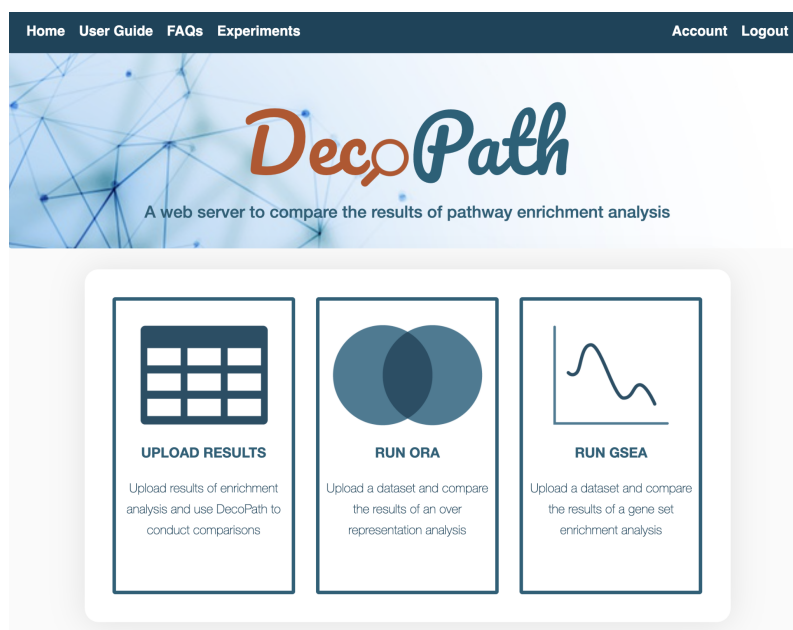 Home User Guide FAQs Experiments Account Logout
DecoPath
A web server to compare the results of pathway enrichment analysis
UPLOAD RESULTS
Upload results of enrichment
analysis and use DecoPath to
conduct comparisons
RUN ORA
Upload a dataset and compare
the results of an over
representation analysis
RUN GSEA
Upload a dataset and compare
the results of a gene set
enrichment analysis